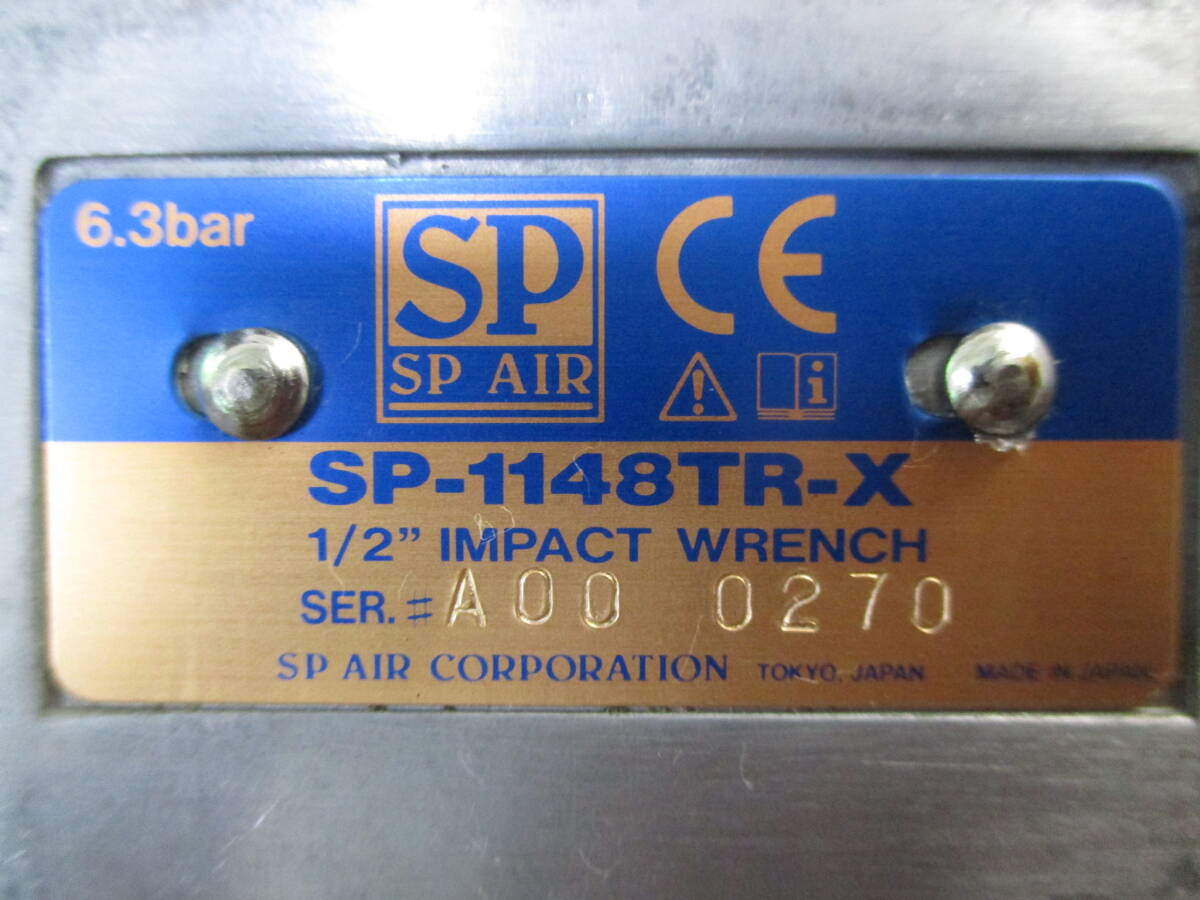 6.3bar
SP
SP AIR
CE
SP-1148TR-X
1/2" IMPACT WRENCH
SER.# A00 0270
SP AIR CORPORATION TOKYO, JAPAN MADE IN JAPAN